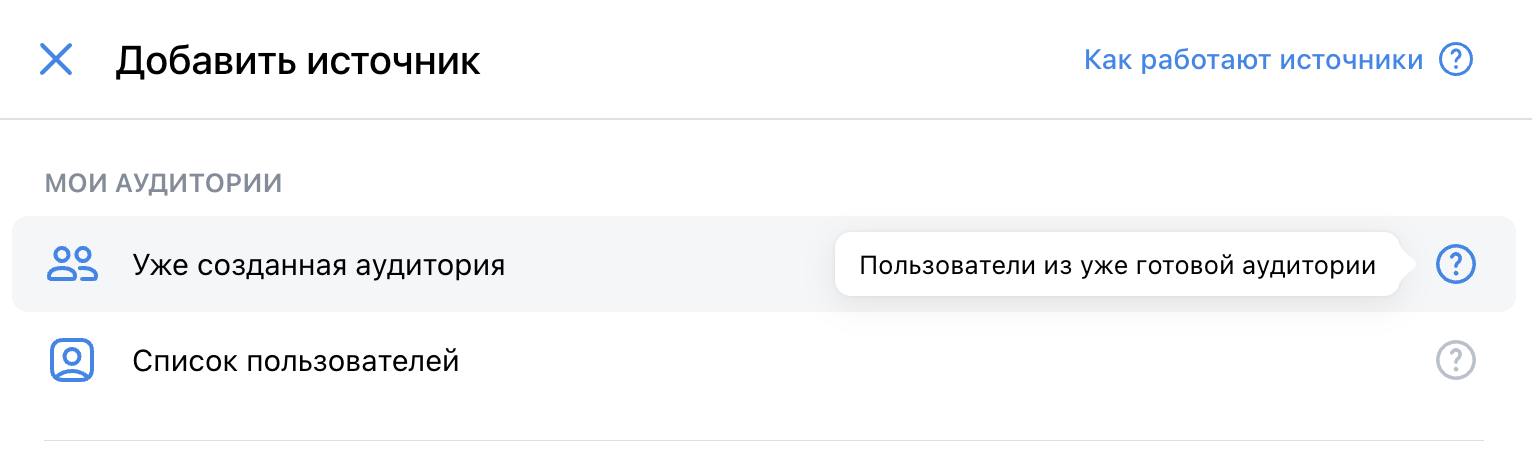 Добавить источник
Как работают источники
МОИ АУДИТОРИИ
Уже созданная аудитория
Пользователи из уже готовой аудитории
Список пользователей